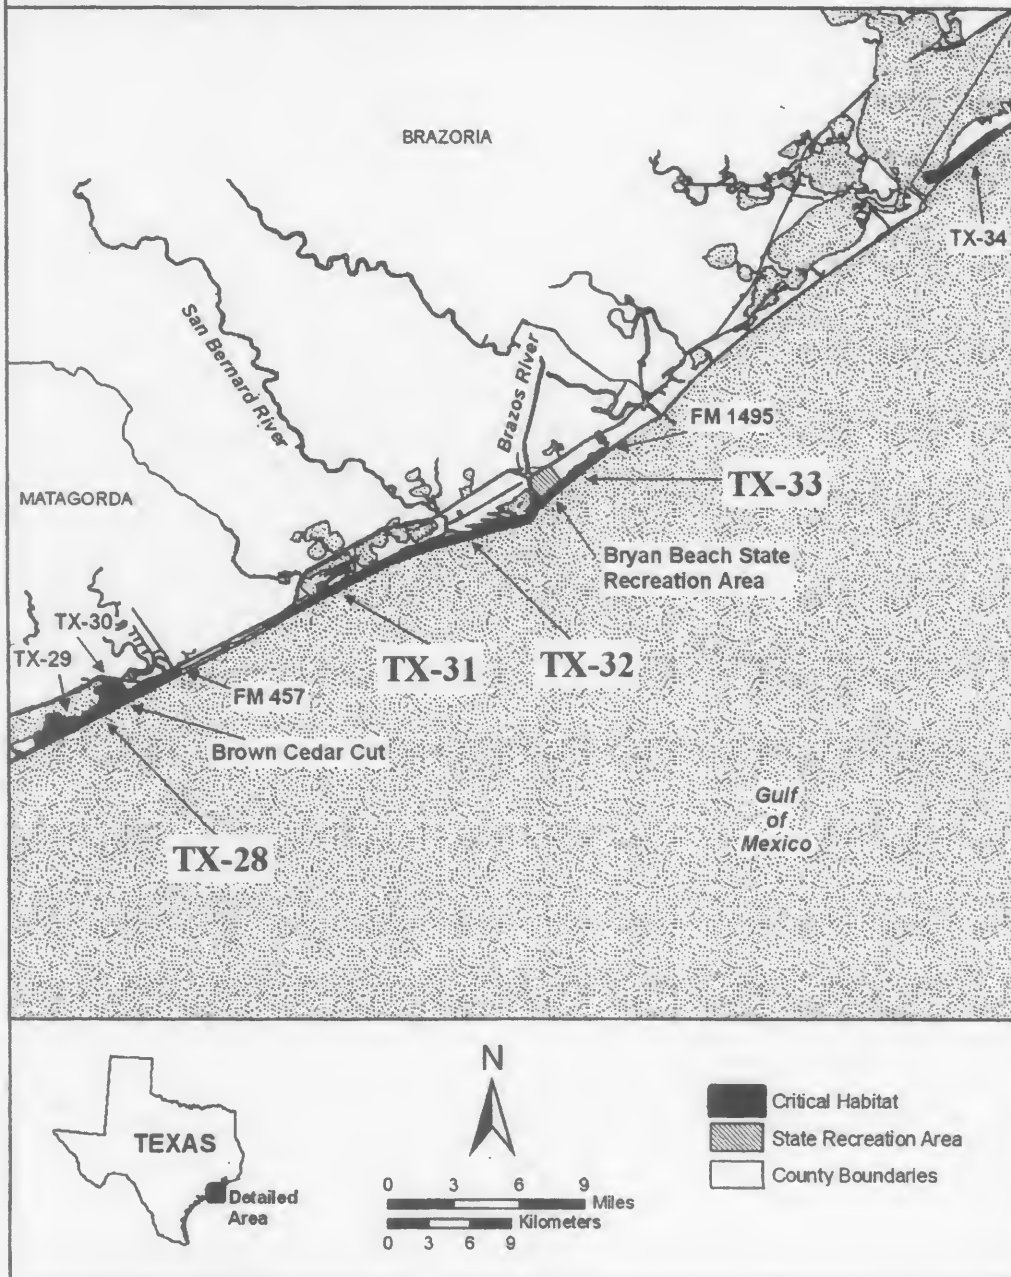 BRAZORIA
TX-34
San Bernard River
Brazos River
FM 1495
MATAGORDA
TX-33
Bryan Beach State
Recreation Area
TX-30
TX-29
TX-31
TX-32
FM 457
Brown Cedar Cut
TX-28
Gulf
of
Mexico
TEXAS
Detailed
Area
N
0 3 6 9 Miles
Kilometers
0 3 6 9
Critical Habitat
State Recreation Area
County Boundaries